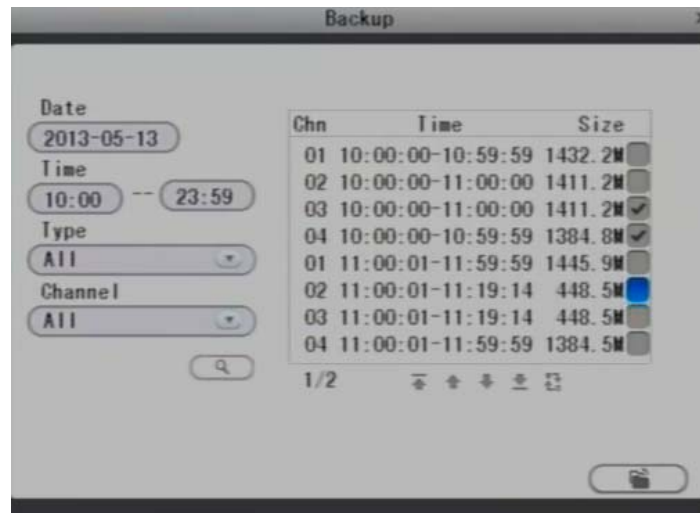 Backup
Date
2013-05-13
Time
10:00 -- 23:59
Type
All
Channel
All
Chn Time Size
01 10:00:00-10:59:59 1432.2M
02 10:00:00-11:00:00 1411.2M
03 10:00:00-11:00:00 1411.2M
04 10:00:00-10:59:59 1384.8M
01 11:00:01-11:59:59 1445.9M
02 11:00:01-11:19:14 448.5M
03 11:00:01-11:19:14 448.5M
04 11:00:01-11:59:59 1384.5M
1/2